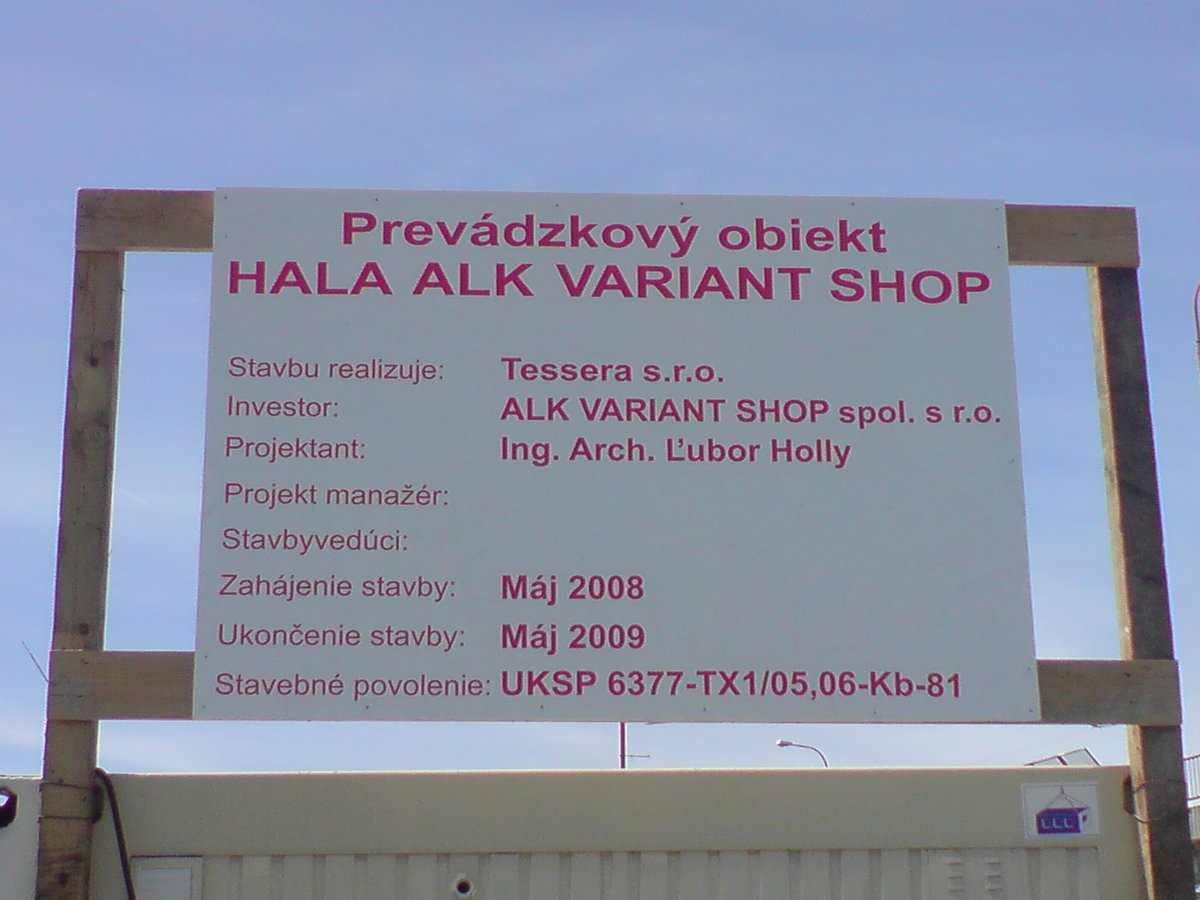 Prevádzkový obiekt
HALA ALK VARIANT SHOP
Stavbu realizuje: Tessera s.r.o.
Investor: ALK VARIANT SHOP spol. s r.o.
Projektant: Ing. Arch. Ľubor Holly
Projekt manažér:
Stavbyvedúci:
Zahájenie stavby: Máj 2008
Ukončenie stavby: Máj 2009
Stavebné povolenie: UKSP 6377-TX1/05,06-Kb-81
LLL